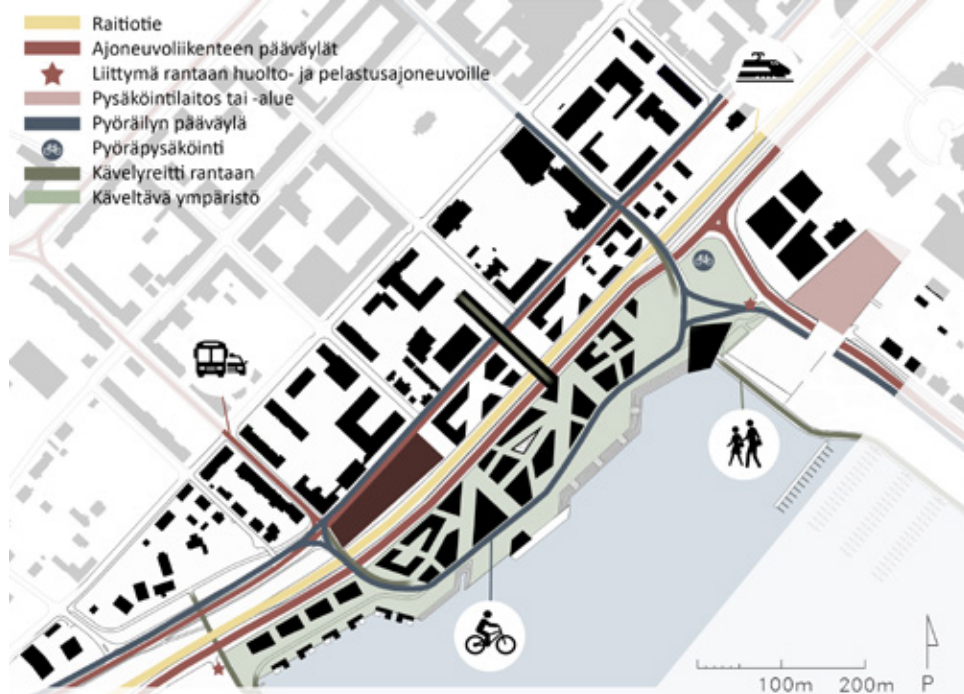 Raitiotie
Ajoneuvoliikenteen pääväylät
Liittymä rantaan huolto- ja pelastusajoneuvoille
Pysäköintilaitos tai -alue
Pyöräilyn pääväylä
Pyöräpysäköinti
Kävelyreitti rantaan
Käveltävä ympäristö
100m 200m P